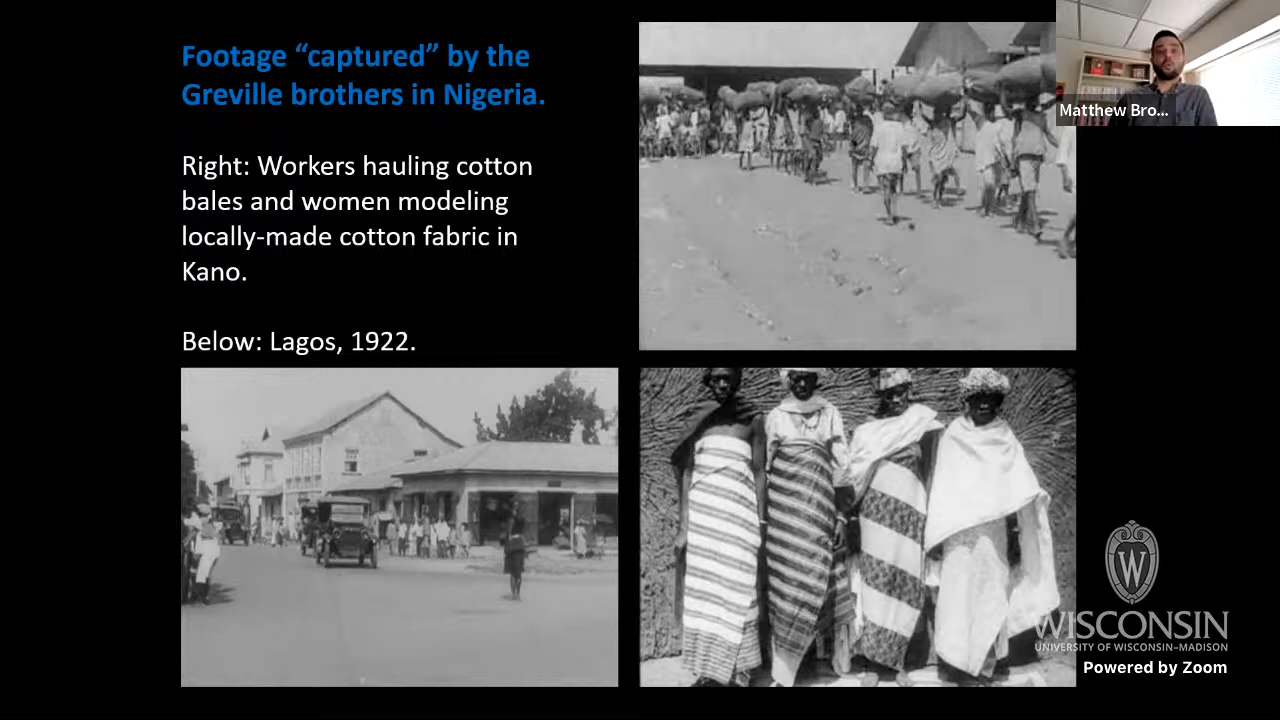 Footage “captured” by the
Greville brothers in Nigeria.
Right: Workers hauling cotton
bales and women modeling
locally-made cotton fabric in
Kano.
Below: Lagos, 1922.
Matthew Bro...
W
WISCONSIN
UNIVERSITY OF WISCONSIN–MADISON
Powered by Zoom